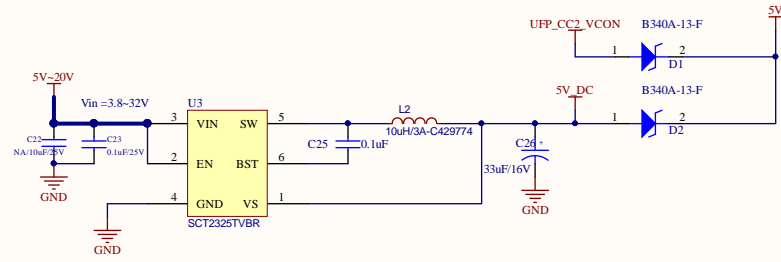 5V
B340A-13-F
UFP_CC2_VCON
1
2
D1
5V~20V
Vin =3.8~32V
U3
5V_DC
B340A-13-F
L2
3
VIN
SW
5
1
2
10uH/3A-C429774
D2
C22
NA/10uF/25V
C23
0.1uF/25V
C25
0.1uF
C26
+
33uF/16V
2
EN
BST
6
4
GND
VS
1
GND
SCT2325TVBR
GND
GND